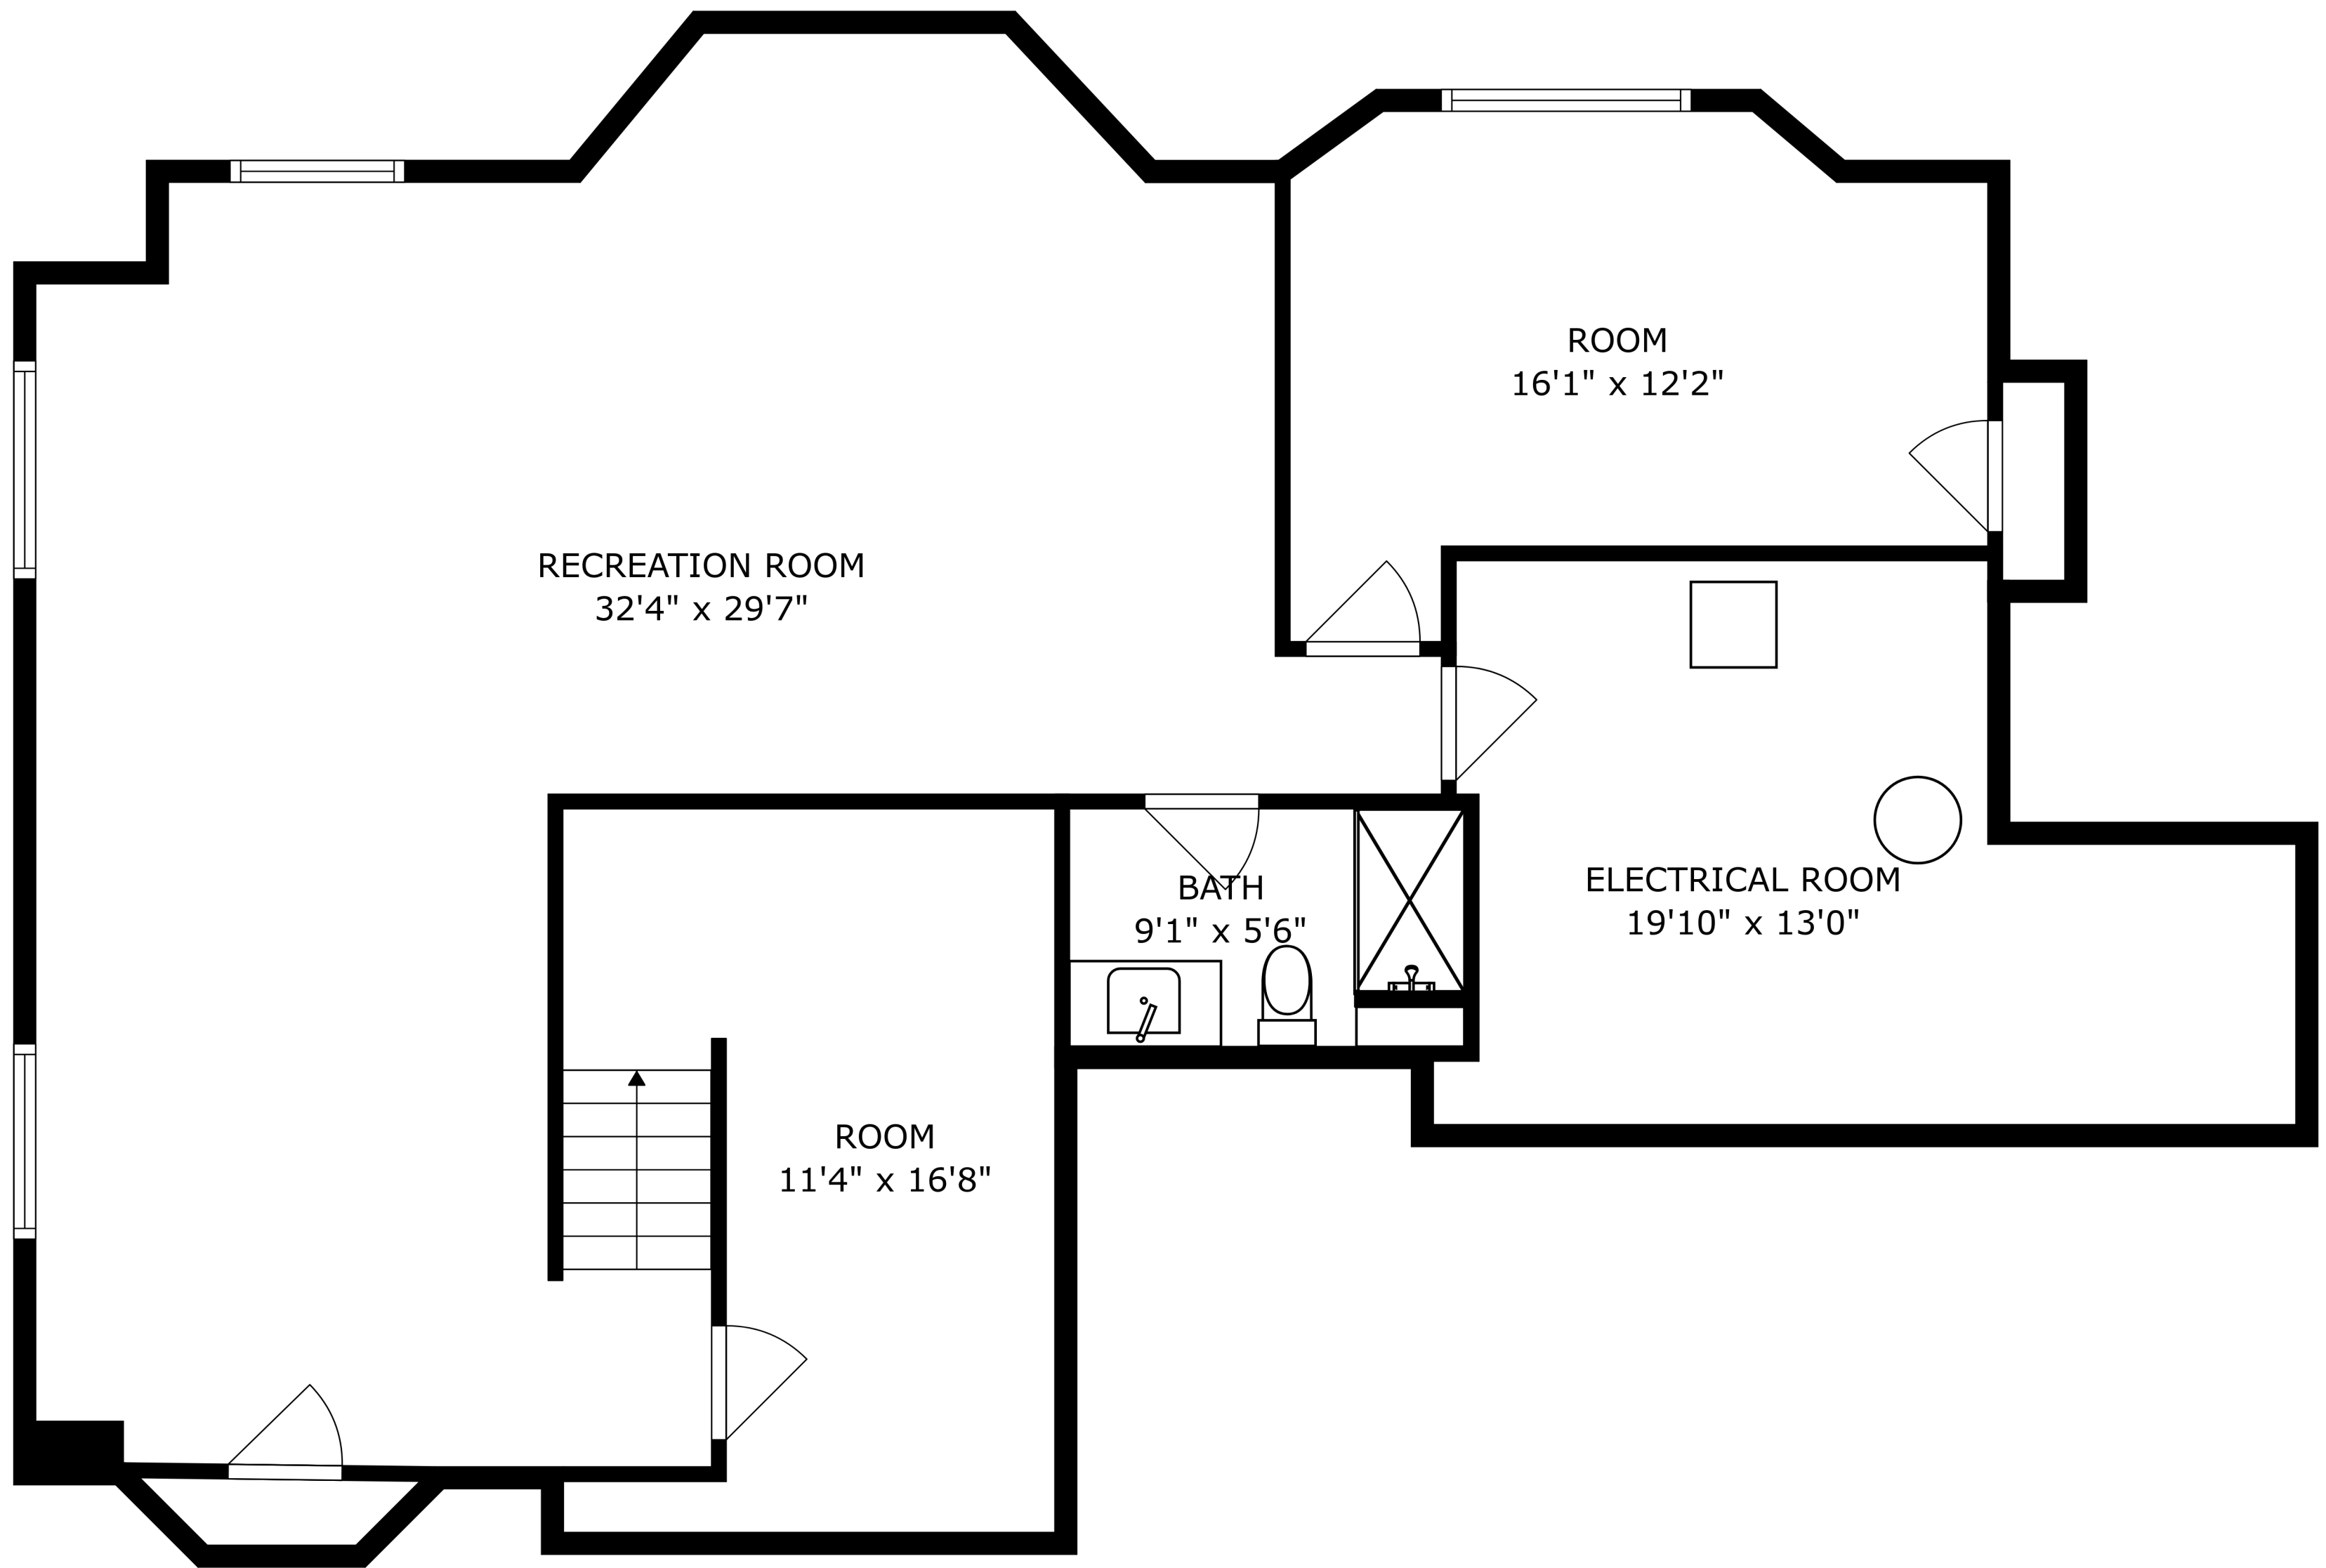 ROOM
16'1" x 12'2"
RECREATION ROOM
32'4" x 29'7"
BATH
9'1" x 5'6"
ELECTRICAL ROOM
19'10" x 13'0"
ROOM
11'4" x 16'8"